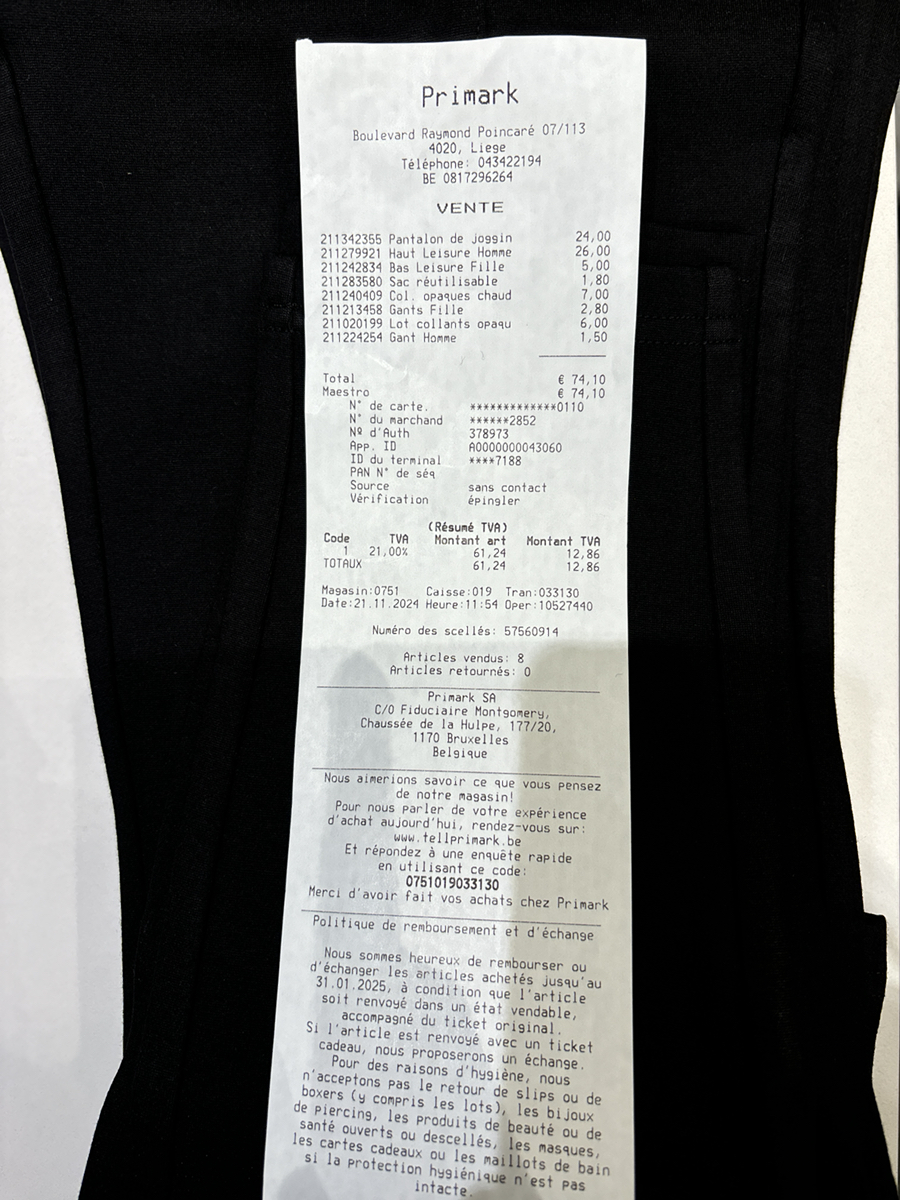 Primark
Boulevard Raymond Poincaré 07/113
4020, Liege
Téléphone: 043422194
BE 0817296264
VENTE
211342355 Pantalon de joggin 24,00
211279921 Haut Leisure Homme 26,00
211242834 Bas Leisure Fille 5,00
211283580 Sac réutilisable 1,80
211240409 Col. opaques chaud 7,00
211213458 Gants Fille 2,80
211020199 Lot collants opaqu 6,00
211224254 Gant Homme 1,50
Total € 74,10
Maestro € 74,10
N° de carte. *************0110
N° du marchand ******2852
Nº d'Auth 378973
App. ID A0000000043060
ID du terminal ****7188
PAN N° de séq
Source sans contact
Vérification épingler
(Résumé TVA)
Code TVA Montant art Montant TVA
1 21,00% 61,24 12,86
TOTAUX 61,24 12,86
Magasin:0751 Caisse:019 Tran:033130
Date:21.11.2024 Heure:11:54 Oper:10527440
Numéro des scellés: 57560914
Articles vendus: 8
Articles retournés: 0
Primark SA
C/O Fiduciaire Montgomery,
Chaussée de la Hulpe, 177/20,
1170 Bruxelles
Belgique
Nous aimerions savoir ce que vous pensez
de notre magasin!
Pour nous parler de votre expérience
d'achat aujourd'hui, rendez-vous sur:
www.tellprimark.be
Et répondez à une enquête rapide
en utilisant ce code:
0751019033130
Merci d'avoir fait vos achats chez Primark
Politique de remboursement et d'échange
Nous sommes heureux de rembourser ou
d'échanger les articles achetés jusqu'au
31.01.2025, à condition que l'article
soit renvoyé dans un état vendable,
accompagné du ticket original.
Si l'article est renvoyé avec un ticket
cadeau, nous proposerons un échange.
Pour des raisons d'hygiène, nous
n'acceptons pas le retour de slips ou de
boxers (y compris les lots), les bijoux
de piercing, les produits de beauté ou de
santé ouverts ou descellés, les masques,
les cartes cadeaux ou les maillots de bain
si la protection hygiénique n'est pas
intacte.